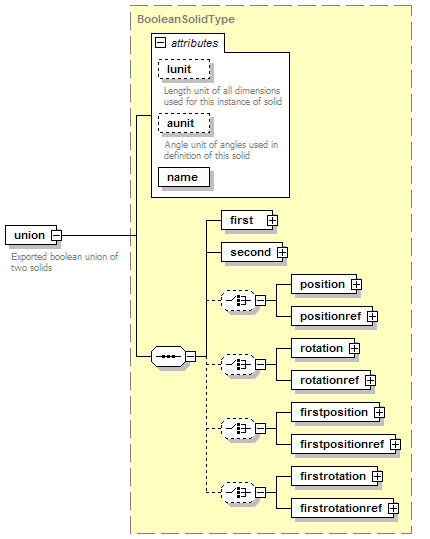 BooleanSolidType
attributes
lunit
Length unit of all dimensions
used for this instance of solid
aunit
Angle unit of angles used in
definition of this solid
name
union
Exported boolean union of
two solids
first
second
position
positionref
rotation
rotationref
firstposition
firstpositionref
firstrotation
firstrotationref